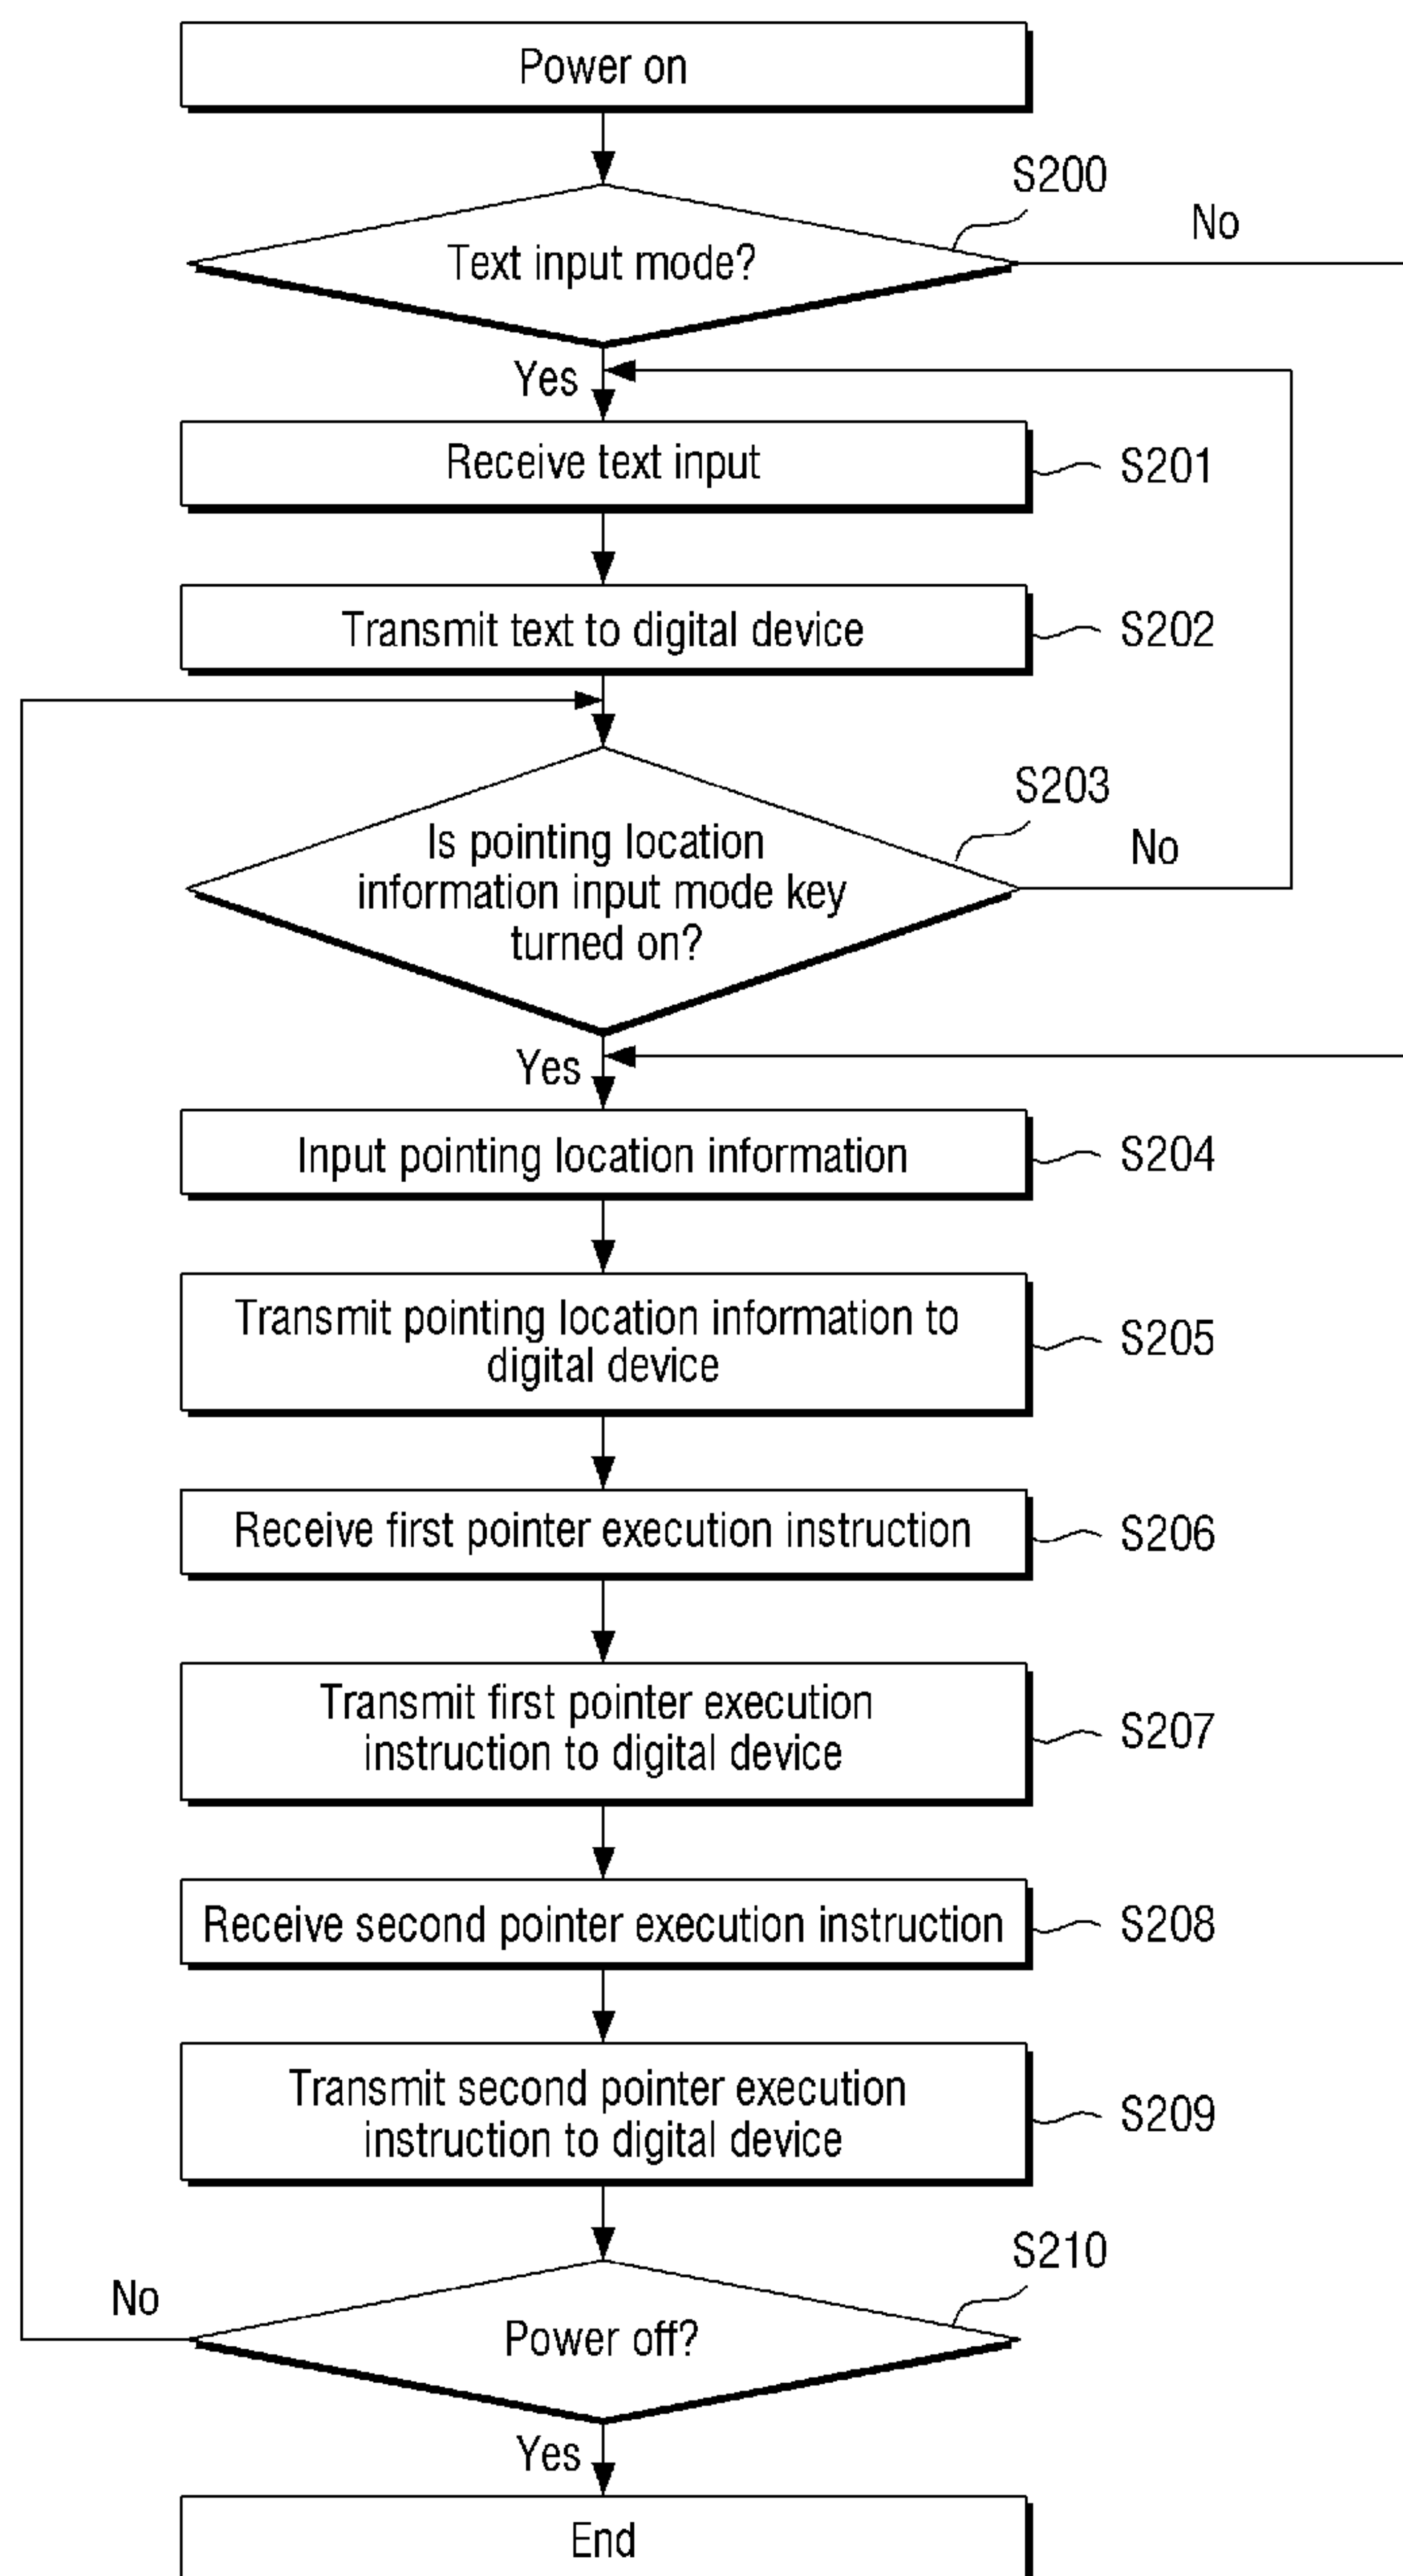 Power on
S200
No
Text input mode?
Yes
Receive text input
S201
Transmit text to digital device
S202
S203
No
Is pointing location
information input mode key
turned on?
Yes
Input pointing location information
S204
Transmit pointing location information to
digital device
S205
Receive first pointer execution instruction
S206
Transmit first pointer execution
instruction to digital device
S207
Receive second pointer execution instruction
S208
Transmit second pointer execution
instruction to digital device
S209
S210
No
Power off?
Yes
End